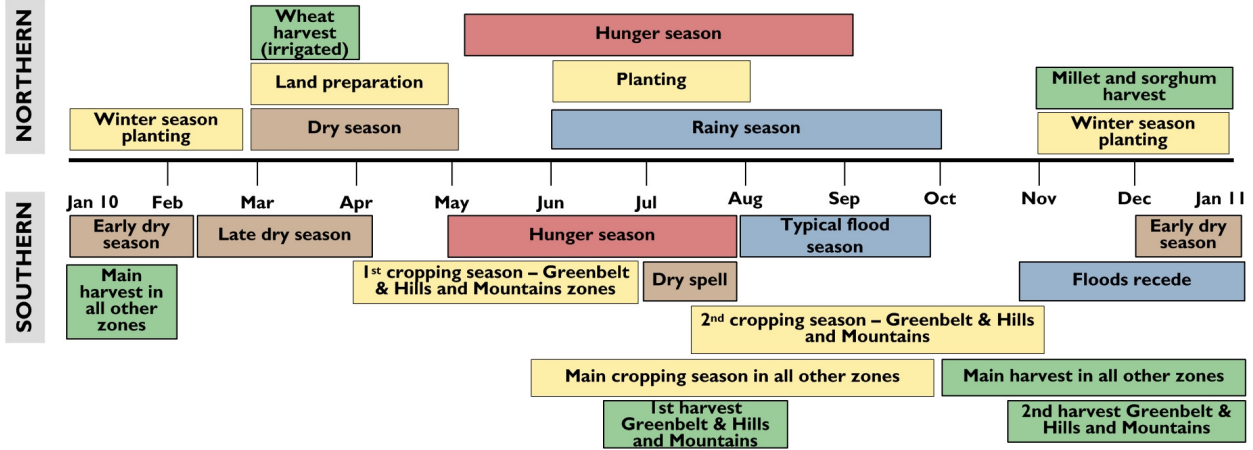 NORTHERN
Wheat
harvest
(irrigated)
Hunger season
Land preparation
Planting
Millet and sorghum
harvest
Winter season
planting
Dry season
Rainy season
Winter season
planting
Jan 10 Feb Mar Apr May Jun Jul Aug Sep Oct Nov Dec Jan 11
SOUTHERN
Early dry
season
Late dry season
Hunger season
Typical flood
season
Early dry
season
Main
harvest in
all other
zones
1st cropping season – Greenbelt
& Hills and Mountains zones
Dry spell
Floods recede
2nd cropping season – Greenbelt & Hills
and Mountains
Main cropping season in all other zones
Main harvest in all other zones
1st harvest
Greenbelt & Hills
and Mountains
2nd harvest Greenbelt &
Hills and Mountains